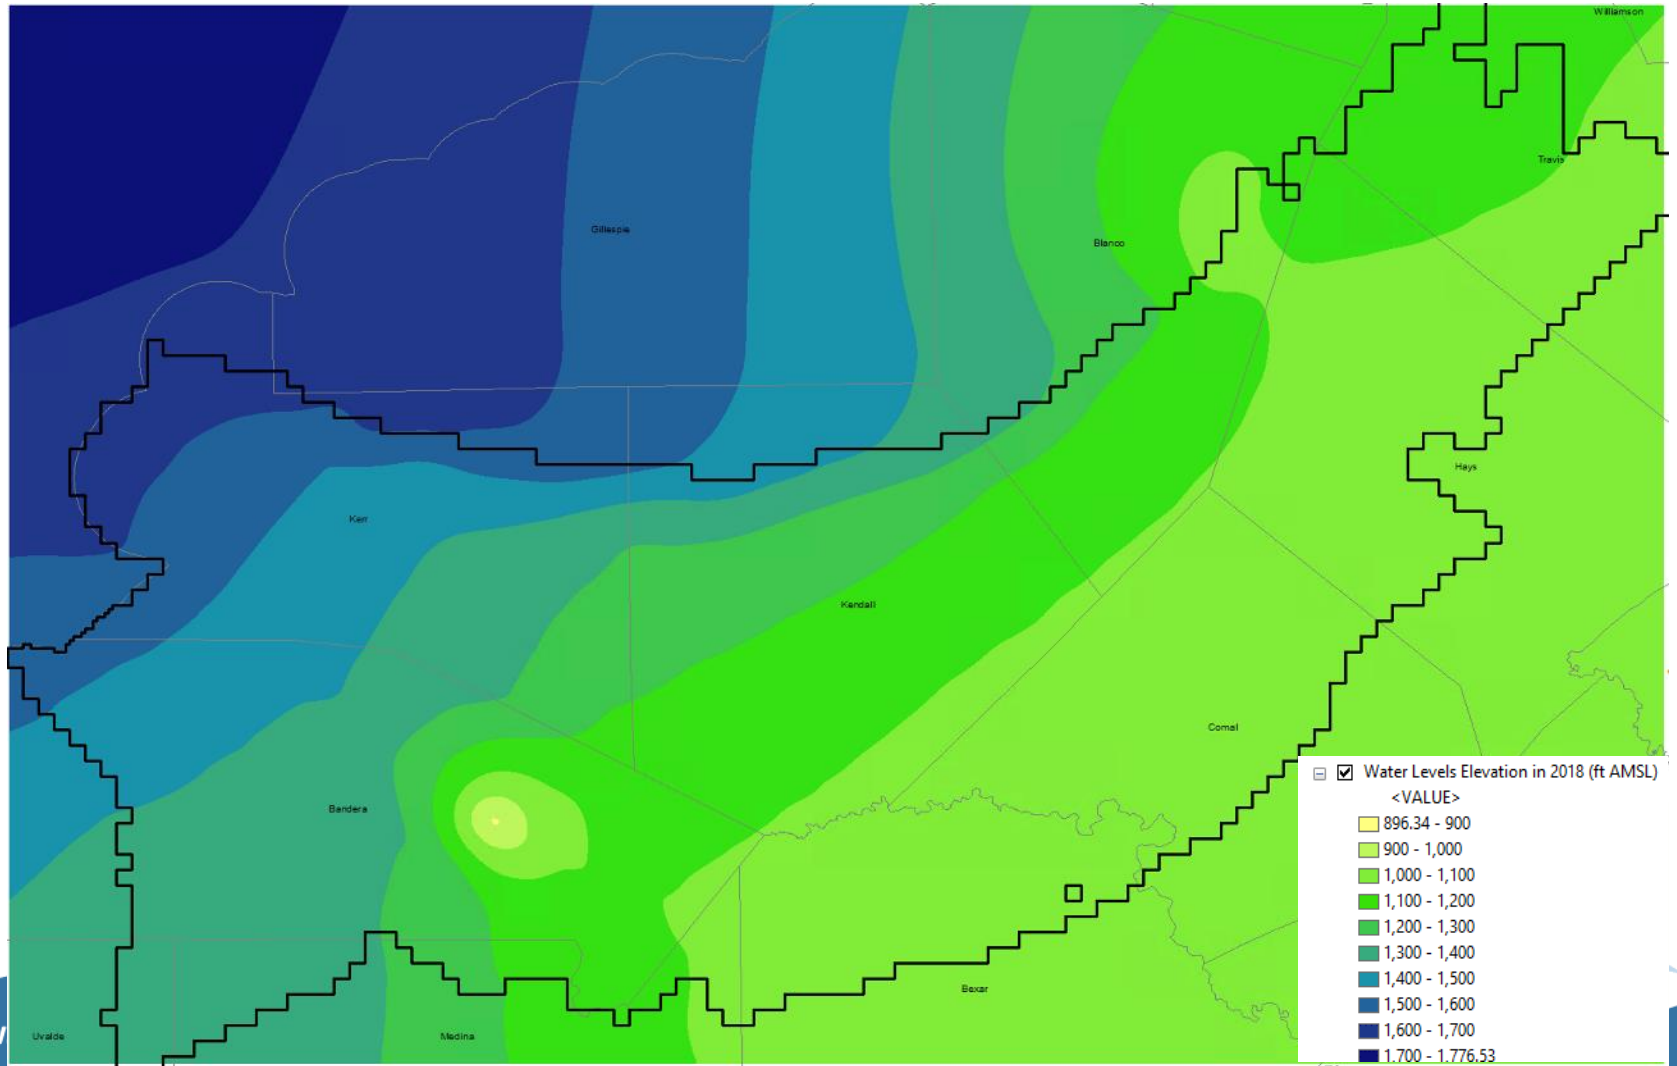 Williamson
Travis
Gillespie
Blanco
Hays
Kerr
Kendall
Comal
Bandera
Bexar
Uvalde
Medina
Water Levels Elevation in 2018 (ft AMSL)
<VALUE>
896.34 - 900
900 - 1,000
1,000 - 1,100
1,100 - 1,200
1,200 - 1,300
1,300 - 1,400
1,400 - 1,500
1,500 - 1,600
1,600 - 1,700
1,700 - 1,776.53